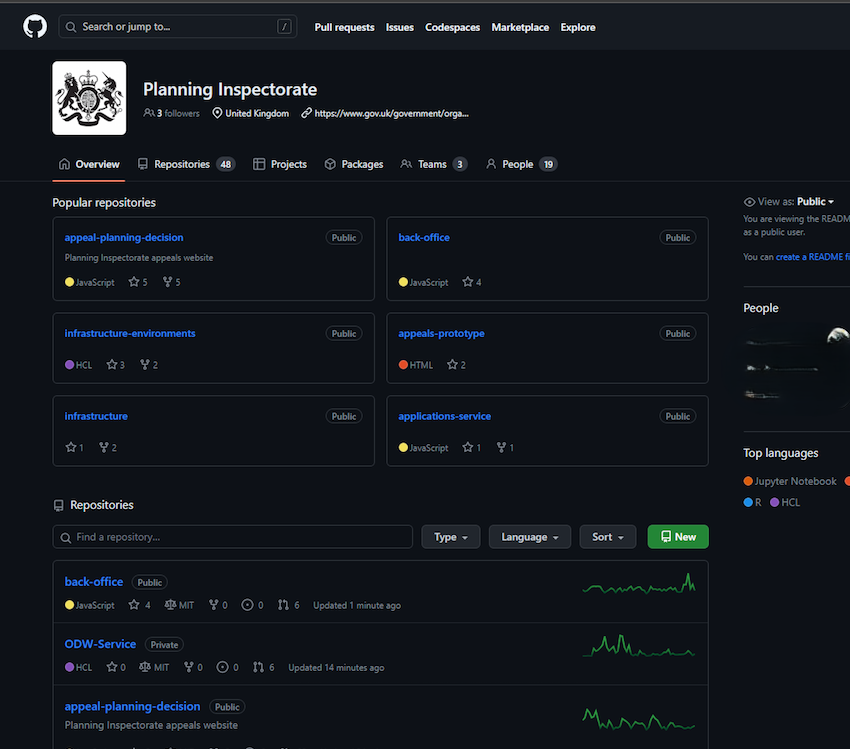 Search or jump to... /
Pull requests Issues Codespaces Marketplace Explore
Planning Inspectorate
3 followers United Kingdom https://www.gov.uk/government/orga...
Overview Repositories 48 Projects Packages Teams 3 People 19
Popular repositories
appeal-planning-decision Public
Planning Inspectorate appeals website
JavaScript 5 5
back-office Public
JavaScript 4
infrastructure-environments Public
HCL 3 2
appeals-prototype Public
HTML 2
infrastructure Public
1 2
applications-service Public
JavaScript 1 1
View as: Public
You are viewing the READM
as a public user.
You can create a README fi
People
Top languages
Jupyter Notebook
R HCL
Repositories
Find a repository... Type Language Sort New
back-office Public
JavaScript 4 MIT 0 0 6 Updated 1 minute ago
ODW-Service Private
HCL 0 MIT 0 0 6 Updated 14 minutes ago
appeal-planning-decision Public
Planning Inspectorate appeals website